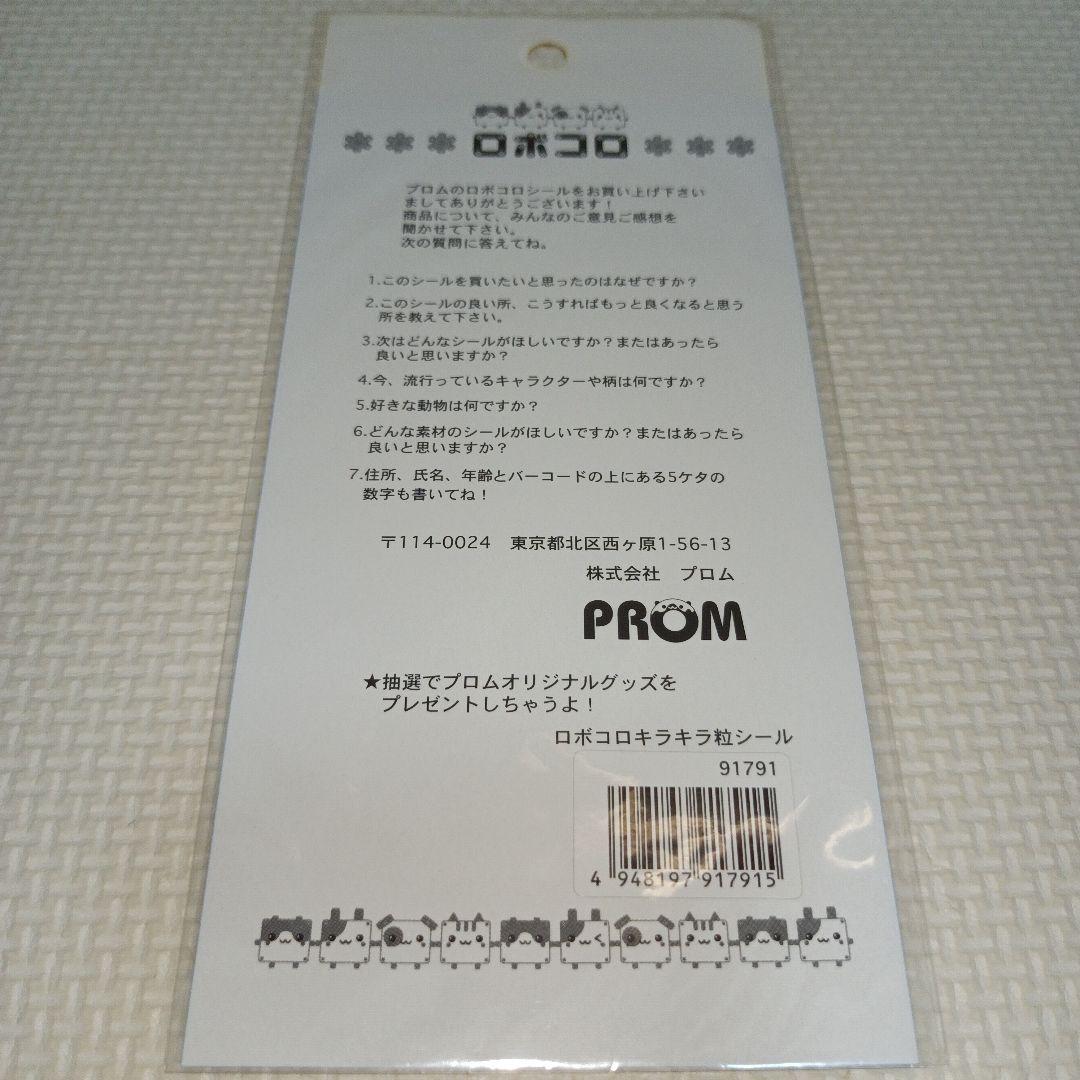 ロボコロ
プロムのロボコロシールをお買い上げ下さい
ましてありがとうございます！
商品について、みんなのご意見ご感想を
聞かせて下さい。
次の質問に答えてね。
1.このシールを買いたいと思ったのはなぜですか？
2.このシールの良い所、こうすればもっと良くなると思う
所を教えて下さい。
3.次はどんなシールがほしいですか？またはあったら
良いと思いますか？
4.今、流行っているキャラクターや柄は何ですか？
5.好きな動物は何ですか？
6.どんな素材のシールがほしいですか？またはあったら
良いと思いますか？
7.住所、氏名、年齢とバーコードの上にある5ケタの
数字も書いてね！
〒114-0024　東京都北区西ヶ原1-56-13
株式会社　プロム
PROM
★抽選でプロムオリジナルグッズを
プレゼントしちゃうよ！
ロボコロキラキラ粒シール
91791
4 948197 917915